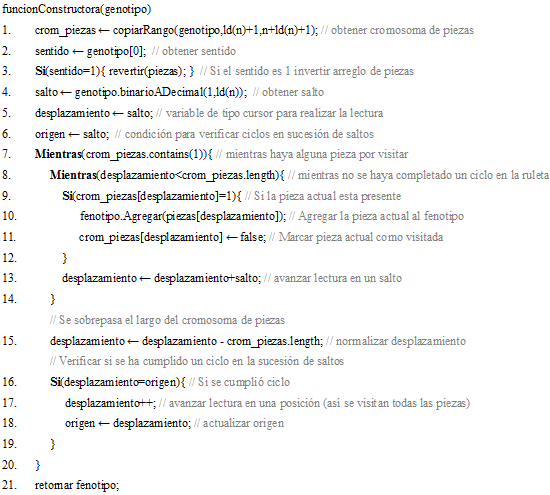 funcionConstructora(genotipo)
1. crom_piezas ← copiarRango(genotipo,ld(n)+1,n+ld(n)+1); // obtener cromosoma de piezas
2. sentido ← genotipo[0]; // obtener sentido
3. Si(sentido=1){ revertir(piezas); } // Si el sentido es 1 invertir arreglo de piezas
4. salto ← genotipo.binarioADecimal(1,ld(n)); // obtener salto
5. desplazamiento ← salto; // variable de tipo cursor para realizar la lectura
6. origen ← salto; // condición para verificar ciclos en sucesión de saltos
7. Mientras(crom_piezas.contains(1)){ // mientras haya alguna pieza por visitar
8. Mientras(desplazamiento<crom_piezas.length){ // mientras no se haya completado un ciclo en la ruleta
9. Si(crom_piezas[desplazamiento]=1){ // Si la pieza actual esta presente
10. fenotipo.Agregar(piezas[desplazamiento]); // Agregar la pieza actual al fenotipo
11. crom_piezas[desplazamiento] ← false; // Marcar pieza actual como visitada
12. }
13. desplazamiento ← desplazamiento+salto; // avanzar lectura en un salto
14. }
// Se sobrepasa el largo del cromosoma de piezas
15. desplazamiento ← desplazamiento - crom_piezas.length; // normalizar desplazamiento
// Verificar si se ha cumplido un ciclo en la sucesión de saltos
16. Si(desplazamiento=origen){ // Si se cumplió ciclo
17. desplazamiento++; // avanzar lectura en una posición (asi se visitan todas las piezas)
18. origen ← desplazamiento; // actualizar origen
19. }
20. }
21. retornar fenotipo;